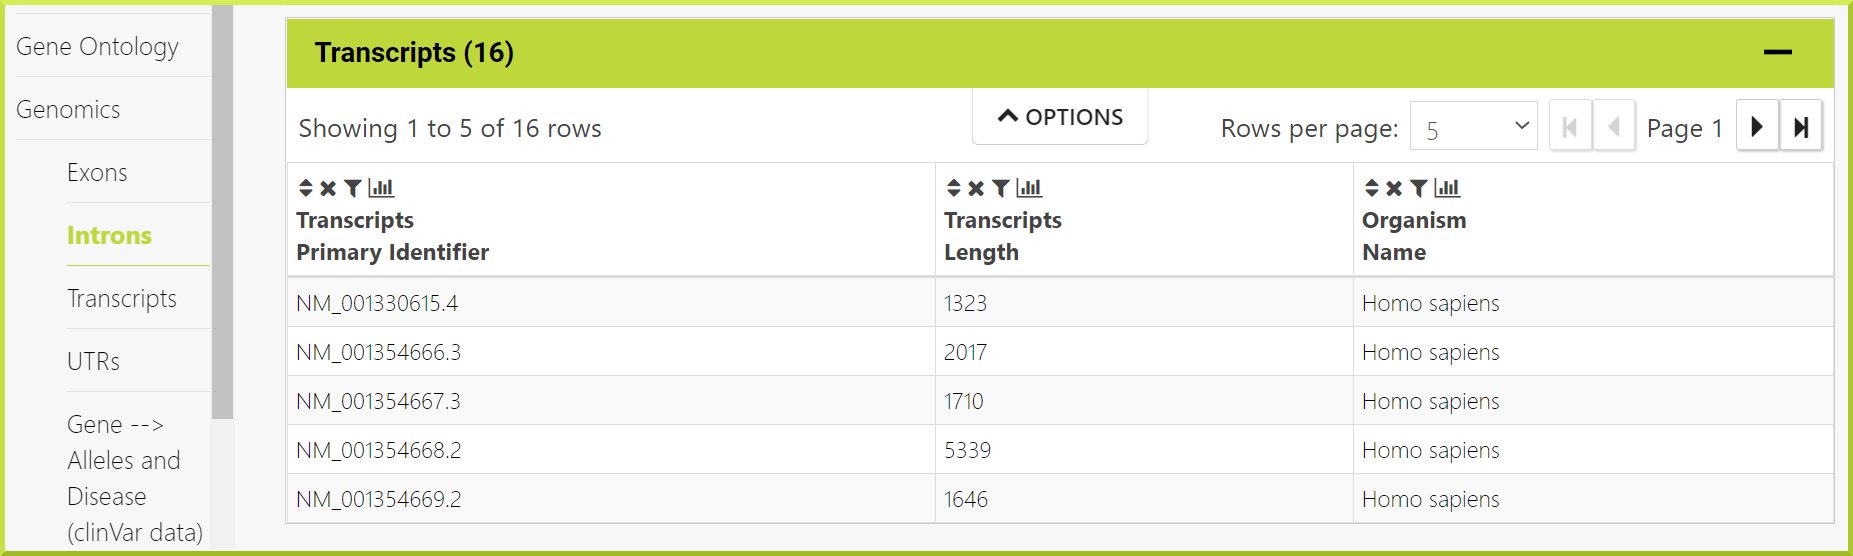 Gene Ontology
Genomics
Exons
Introns
Transcripts
UTRs
Gene -->
Alleles and
Disease
(clinVar data)
Transcripts (16)
Showing 1 to 5 of 16 rows
OPTIONS
Rows per page: 5
Page 1
Transcripts
Primary Identifier
Transcripts
Length
Organism
Name
NM_001330615.4 1323 Homo sapiens
NM_001354666.3 2017 Homo sapiens
NM_001354667.3 1710 Homo sapiens
NM_001354668.2 5339 Homo sapiens
NM_001354669.2 1646 Homo sapiens